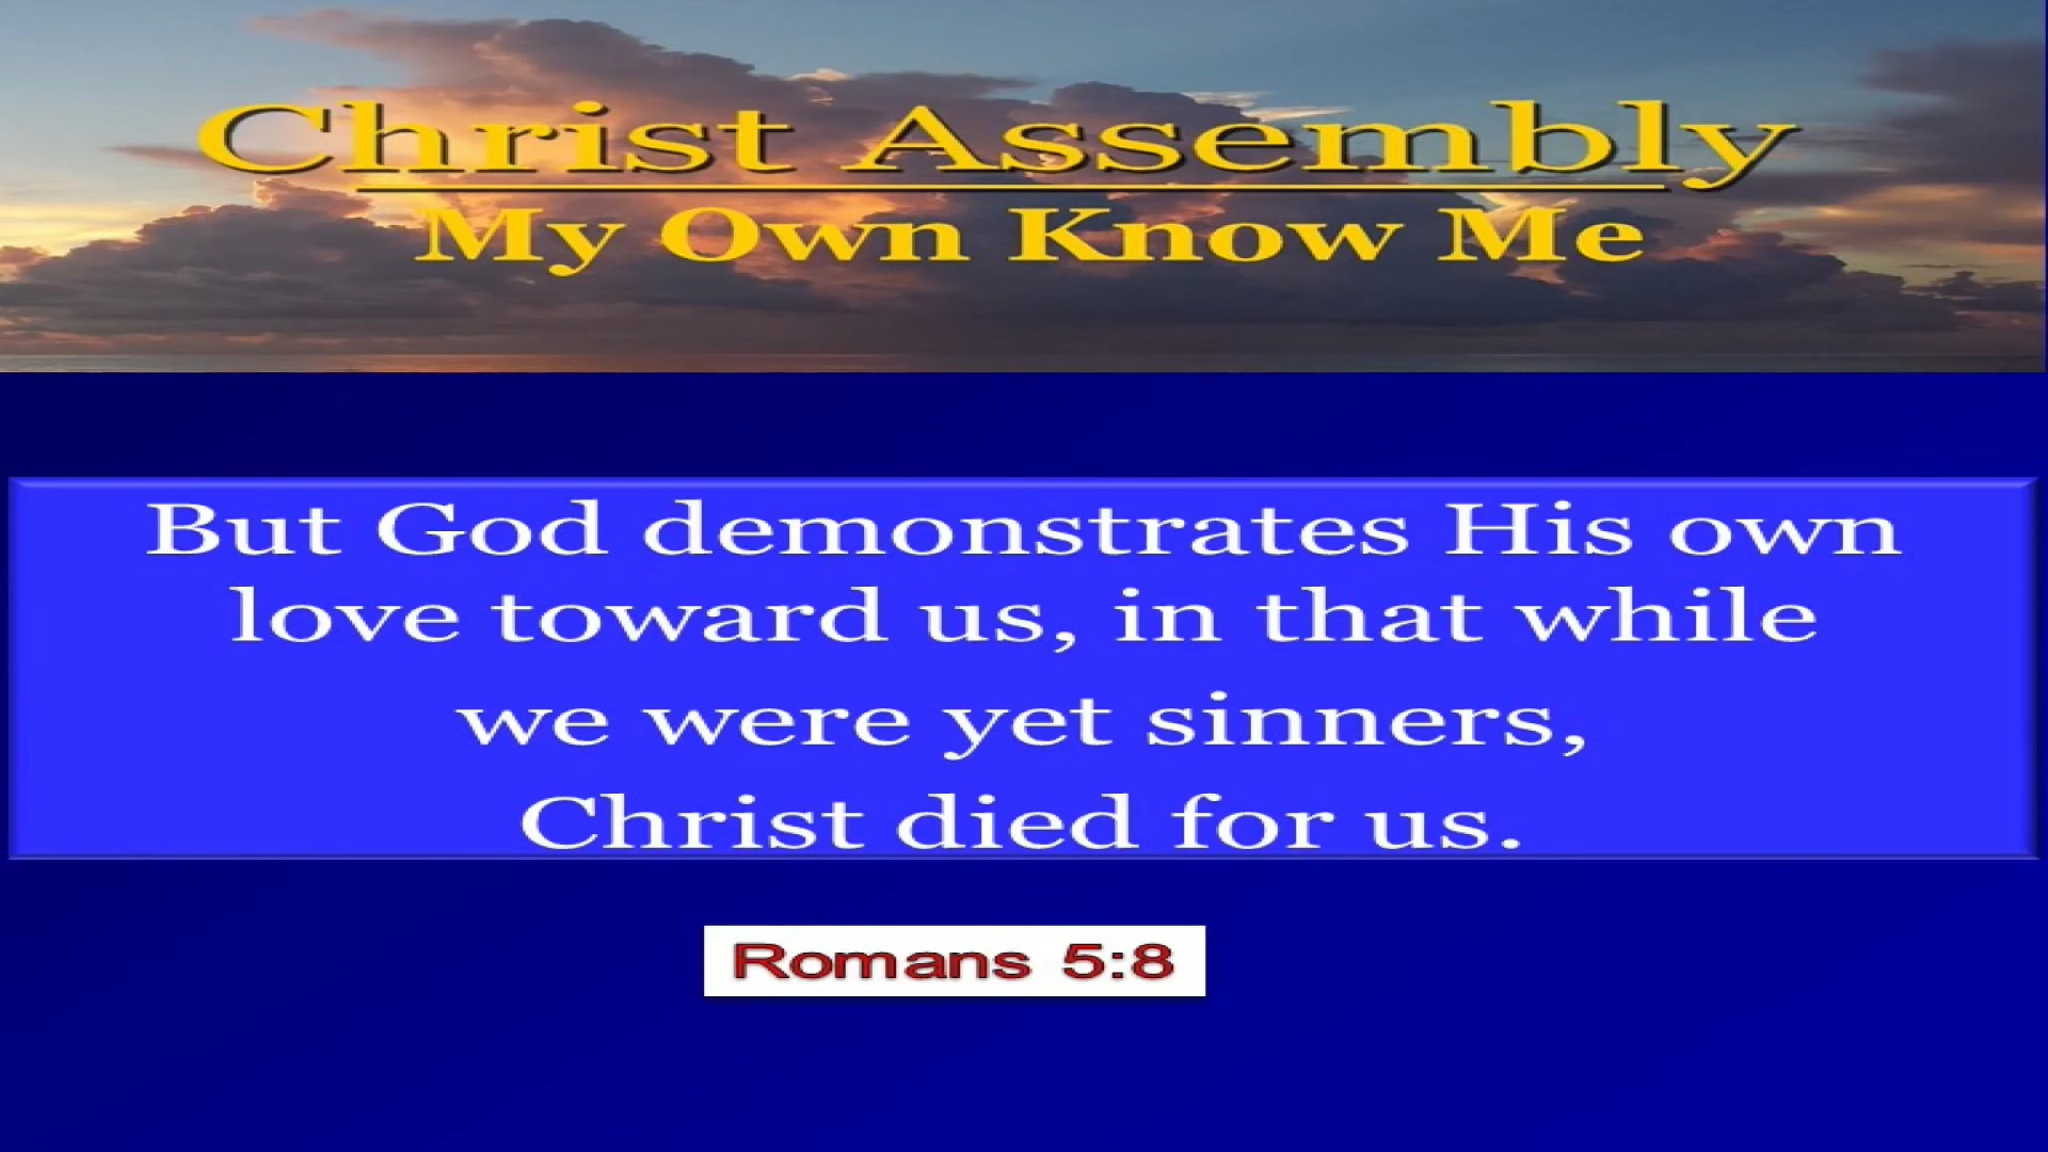 Christ Assembly
My Own Know Me
But God demonstrates His own
love toward us, in that while
we were yet sinners,
Christ died for us.
Romans 5:8